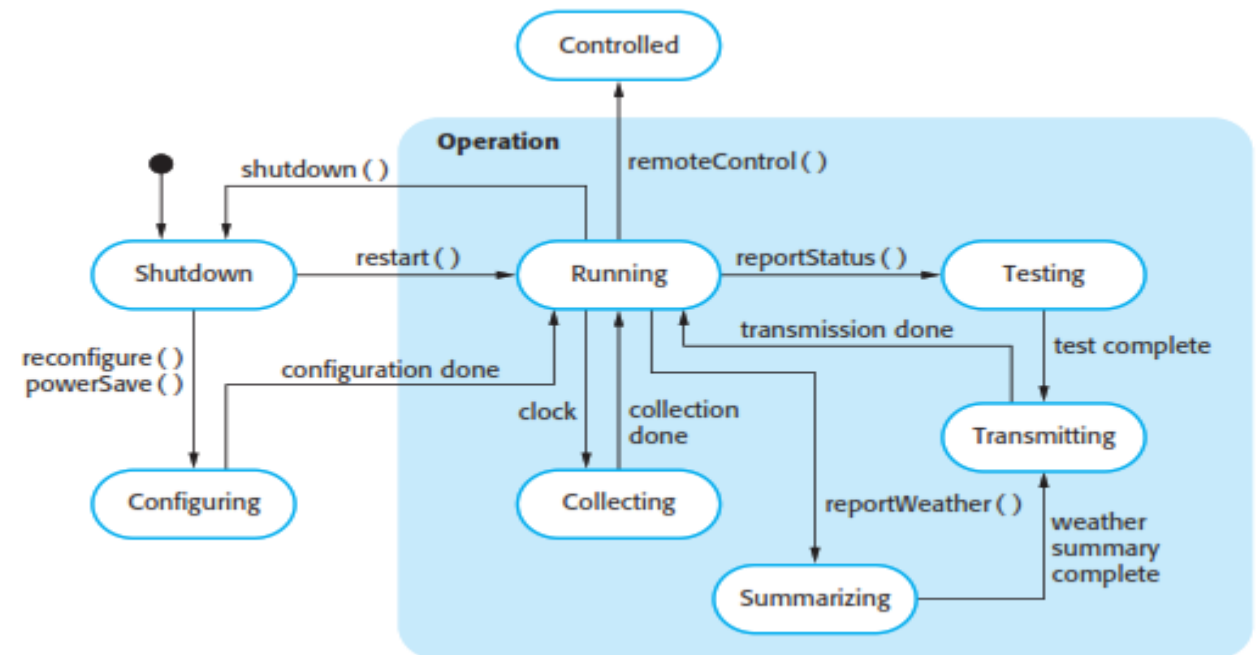 Controlled
Operation
shutdown ( )
remoteControl ( )
Shutdown
restart ( )
Running
reportStatus ( )
Testing
transmission done
test complete
reconfigure ( )
powerSave ( )
configuration done
clock
collection
done
Transmitting
Configuring
Collecting
reportWeather ( )
weather
summary
complete
Summarizing